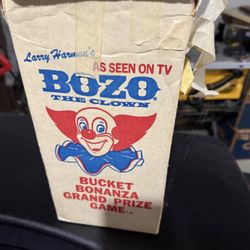 Larry Harmon's
AS SEEN ON TV
BOZO
THE CLOWN
BUCKET
BONANZA
GRAND PRIZE
GAME